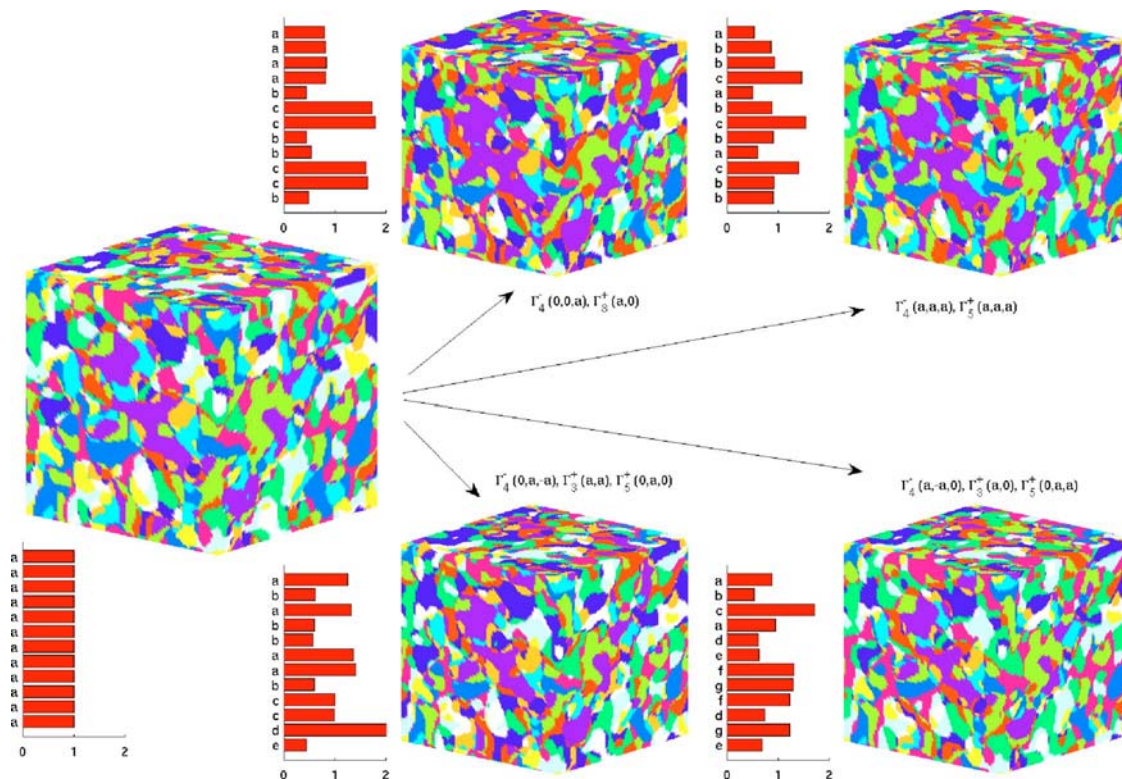 a
a
a
a
b
c
c
b
b
c
c
b
0 1 2
a
b
b
c
a
b
c
b
a
c
b
b
0 1 2
Γ₄⁻ (0,0,a), Γ₃⁺ (a,0)
Γ₄⁻ (a,a,a), Γ₅⁺ (a,a,a)
Γ₄⁻ (0,a,-a), Γ₃⁺ (a,a), Γ₅⁺ (0,a,0)
Γ₄⁻ (a,-a,0), Γ₃⁺ (a,0), Γ₅⁺ (0,a,a)
a
a
a
a
a
a
a
a
a
a
a
a
0 1 2
a
b
a
b
b
a
a
b
c
c
d
e
0 1 2
a
b
c
a
d
e
f
g
f
d
g
e
0 1 2